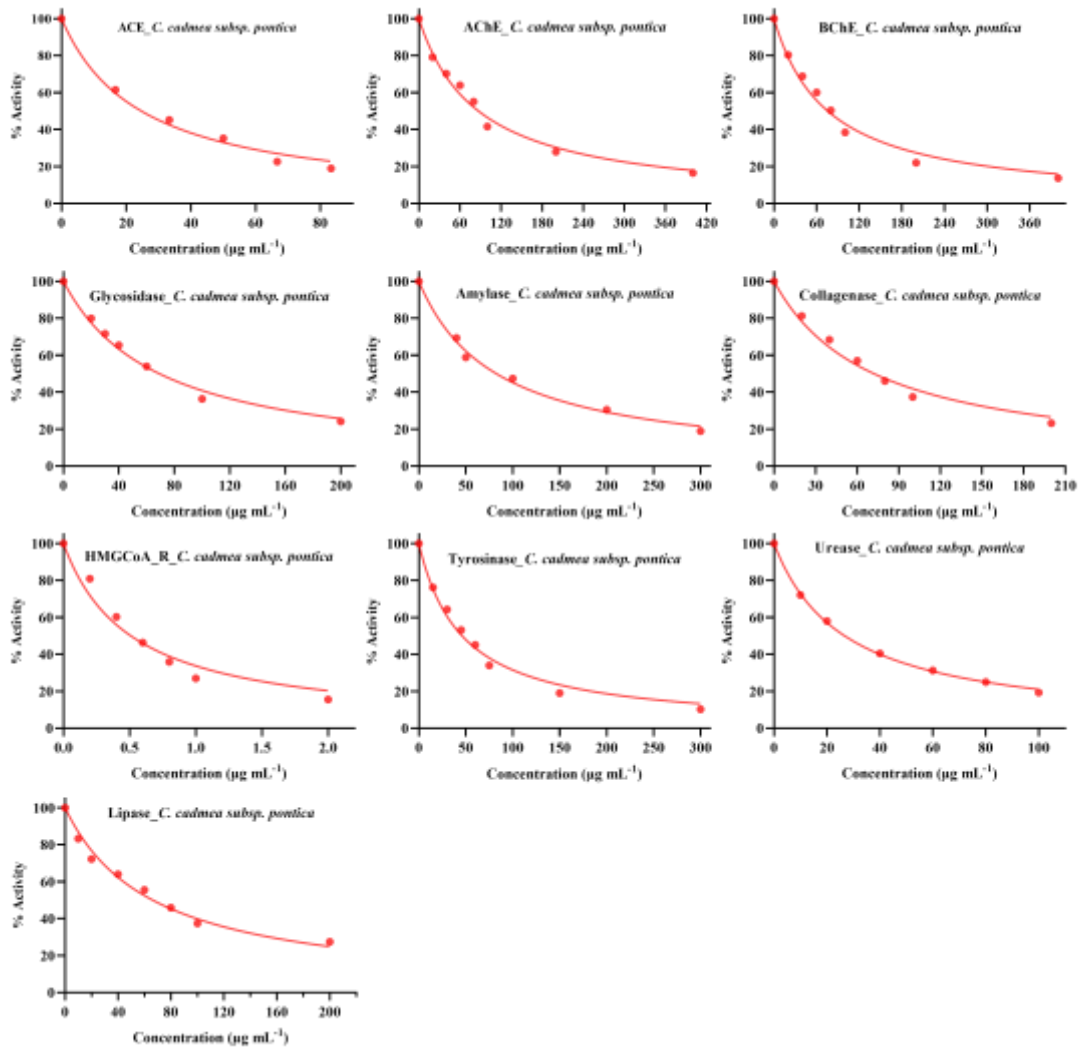 ACE_C. cadmea subsp. pontica
% Activity
100
80
60
40
20
0
0 20 40 60 80
Concentration (µg mL⁻¹)
AChE_C. cadmea subsp. pontica
% Activity
100
80
60
40
20
0
0 60 120 180 240 300 360 420
Concentration (µg mL⁻¹)
BChE_C. cadmea subsp. pontica
% Activity
100
80
60
40
20
0
0 60 120 180 240 300 360
Concentration (µg mL⁻¹)
Glycosidase_C. cadmea subsp. pontica
% Activity
100
80
60
40
20
0
0 40 80 120 160 200
Concentration (µg mL⁻¹)
Amylase_C. cadmea subsp. pontica
% Activity
100
80
60
40
20
0
0 50 100 150 200 250 300
Concentration (µg mL⁻¹)
Collagenase_C. cadmea subsp. pontica
% Activity
100
80
60
40
20
0
0 30 60 90 120 150 180 210
Concentration (µg mL⁻¹)
HMGCoA_R_C. cadmea subsp. pontica
% Activity
100
80
60
40
20
0
0.0 0.5 1.0 1.5 2.0
Concentration (µg mL⁻¹)
Tyrosinase_C. cadmea subsp. pontica
% Activity
100
80
60
40
20
0
0 50 100 150 200 250 300
Concentration (µg mL⁻¹)
Urease_C. cadmea subsp. pontica
% Activity
100
80
60
40
20
0
0 20 40 60 80 100
Concentration (µg mL⁻¹)
Lipase_C. cadmea subsp. pontica
% Activity
100
80
60
40
20
0
0 40 80 120 160 200
Concentration (µg mL⁻¹)